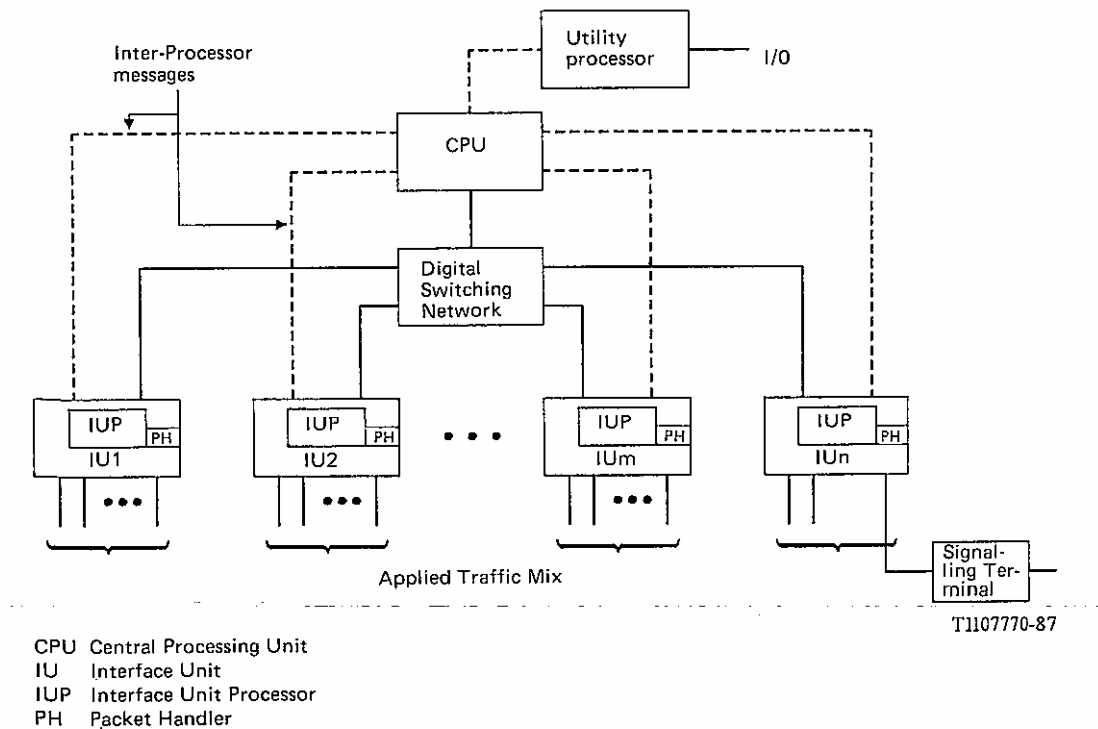 Utility
processor
I/0
Inter-Processor
messages
CPU
Digital
Switching
Network
IUP
PH
IU1
IUP
PH
IU2
IUP
PH
IUm
IUP
PH
IUn
Applied Traffic Mix
Signal-
ling Ter-
minal
T1107770-87
CPU Central Processing Unit
IU Interface Unit
IUP Interface Unit Processor
PH Packet Handler